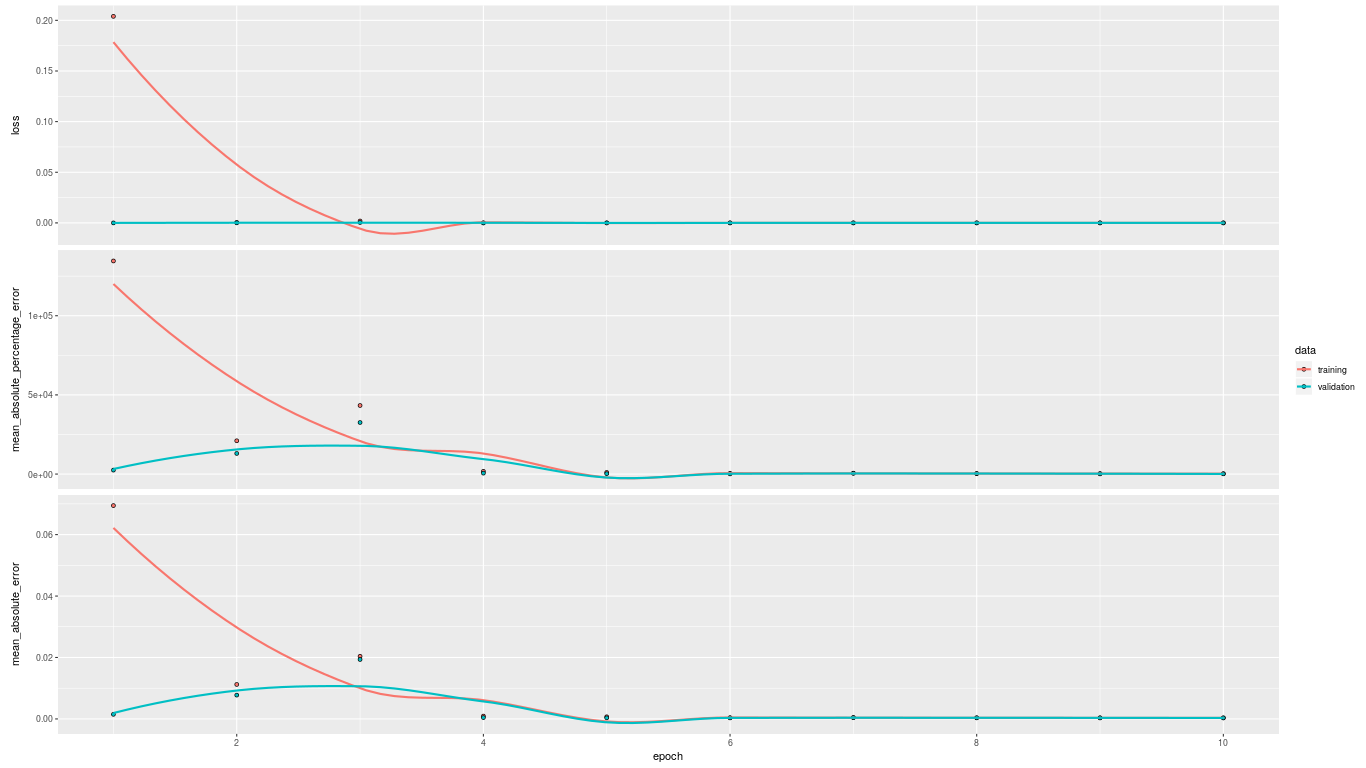 0.20
0.15
0.10
0.05
0.00
loss
1e+05
5e+04
0e+00
mean_absolute_percentage_error
0.06
0.04
0.02
0.00
mean_absolute_error
2
4
6
8
10
epoch
data
training
validation